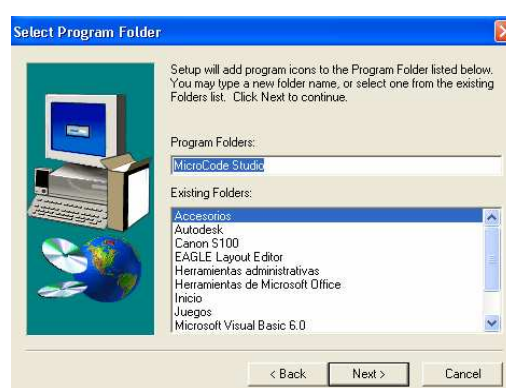 Select Program Folder
Setup will add program icons to the Program Folder listed below.
You may type a new folder name, or select one from the existing
Folders list. Click Next to continue.
Program Folders:
MicroCode Studio
Existing Folders:
Accesorios
Autodesk
Canon S100
EAGLE Layout Editor
Herramientas administrativas
Herramientas de Microsoft Office
Inicio
Juegos
Microsoft Visual Basic 6.0
< Back
Next >
Cancel